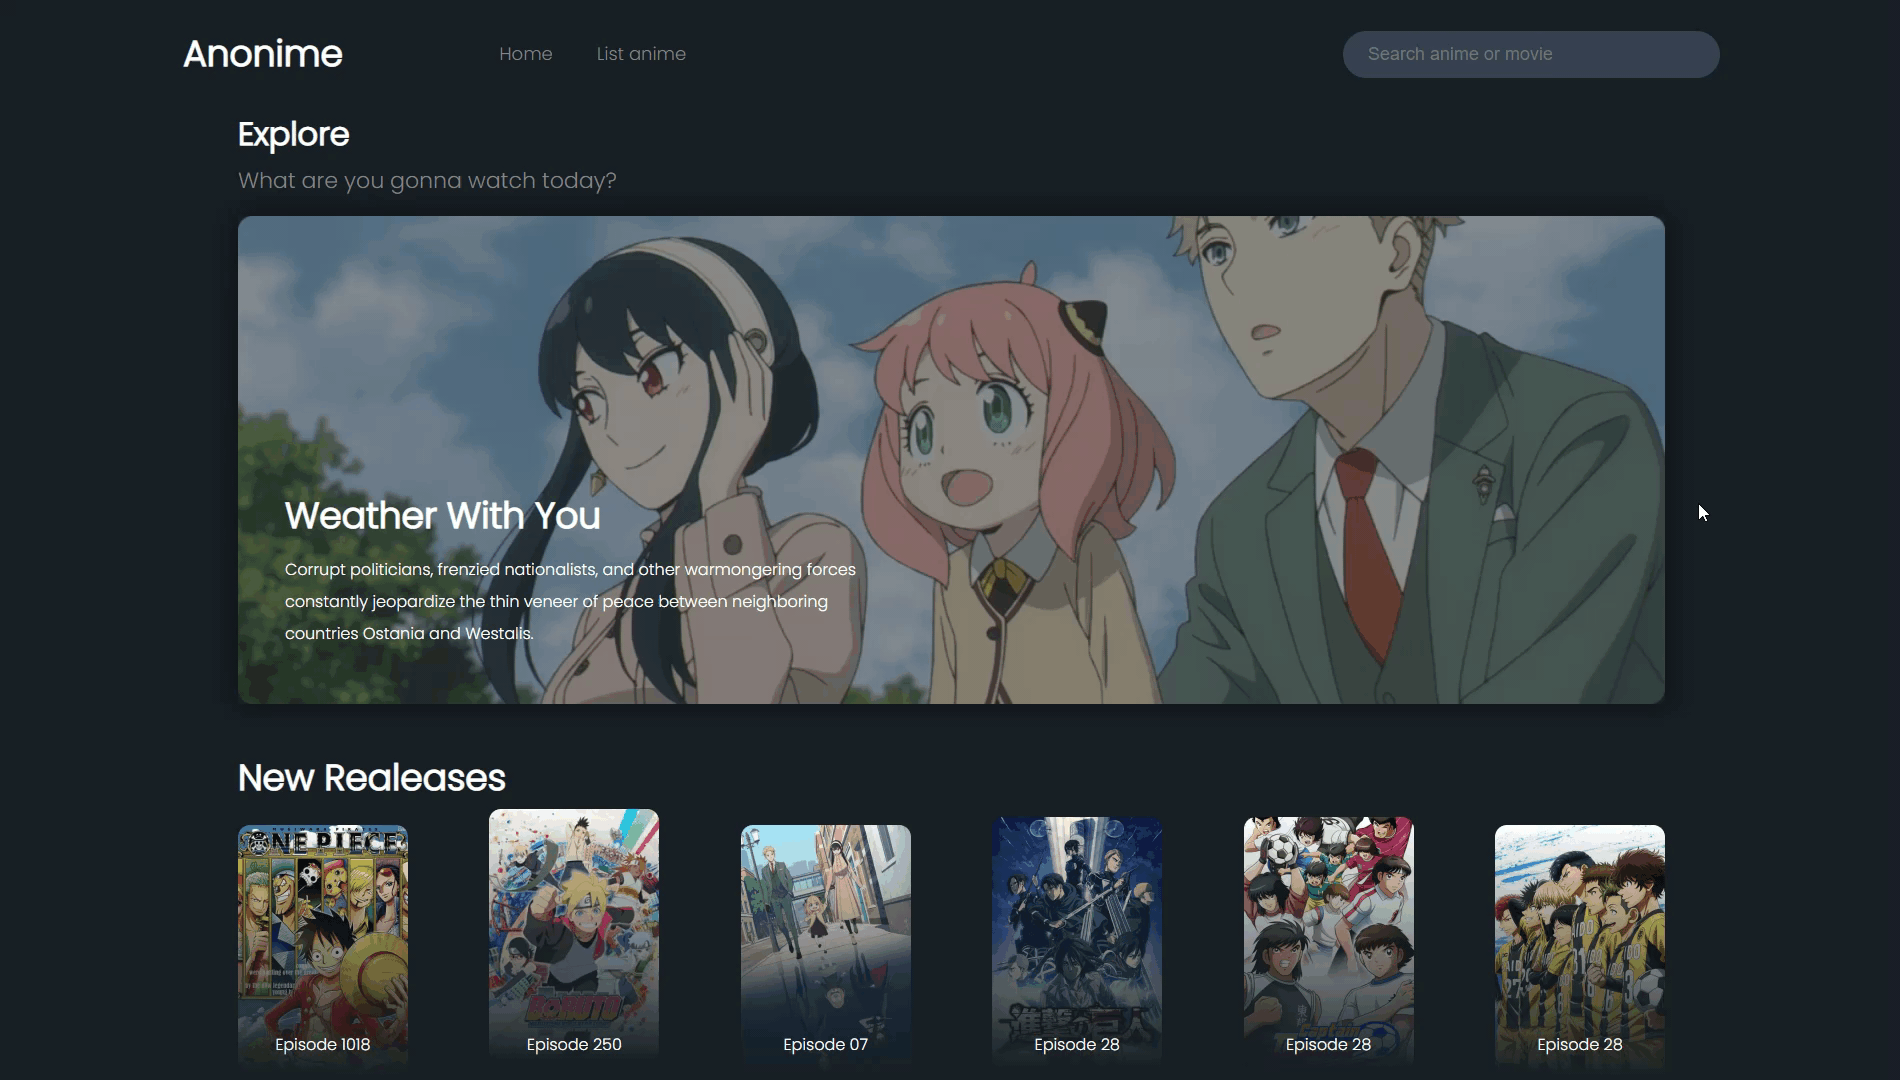 Anonime
Home
List anime
Search anime or movie
Explore
What are you gonna watch today?
Weather With You
Corrupt politicians, frenzied nationalists, and other warmongering forces
constantly jeopardize the thin veneer of peace between neighboring
countries Ostania and Westalis.
New Realeases
ONE PIECE
BORUTO
進撃の巨人
Episode 1018
Episode 250
Episode 07
Episode 28
Episode 28
Episode 28